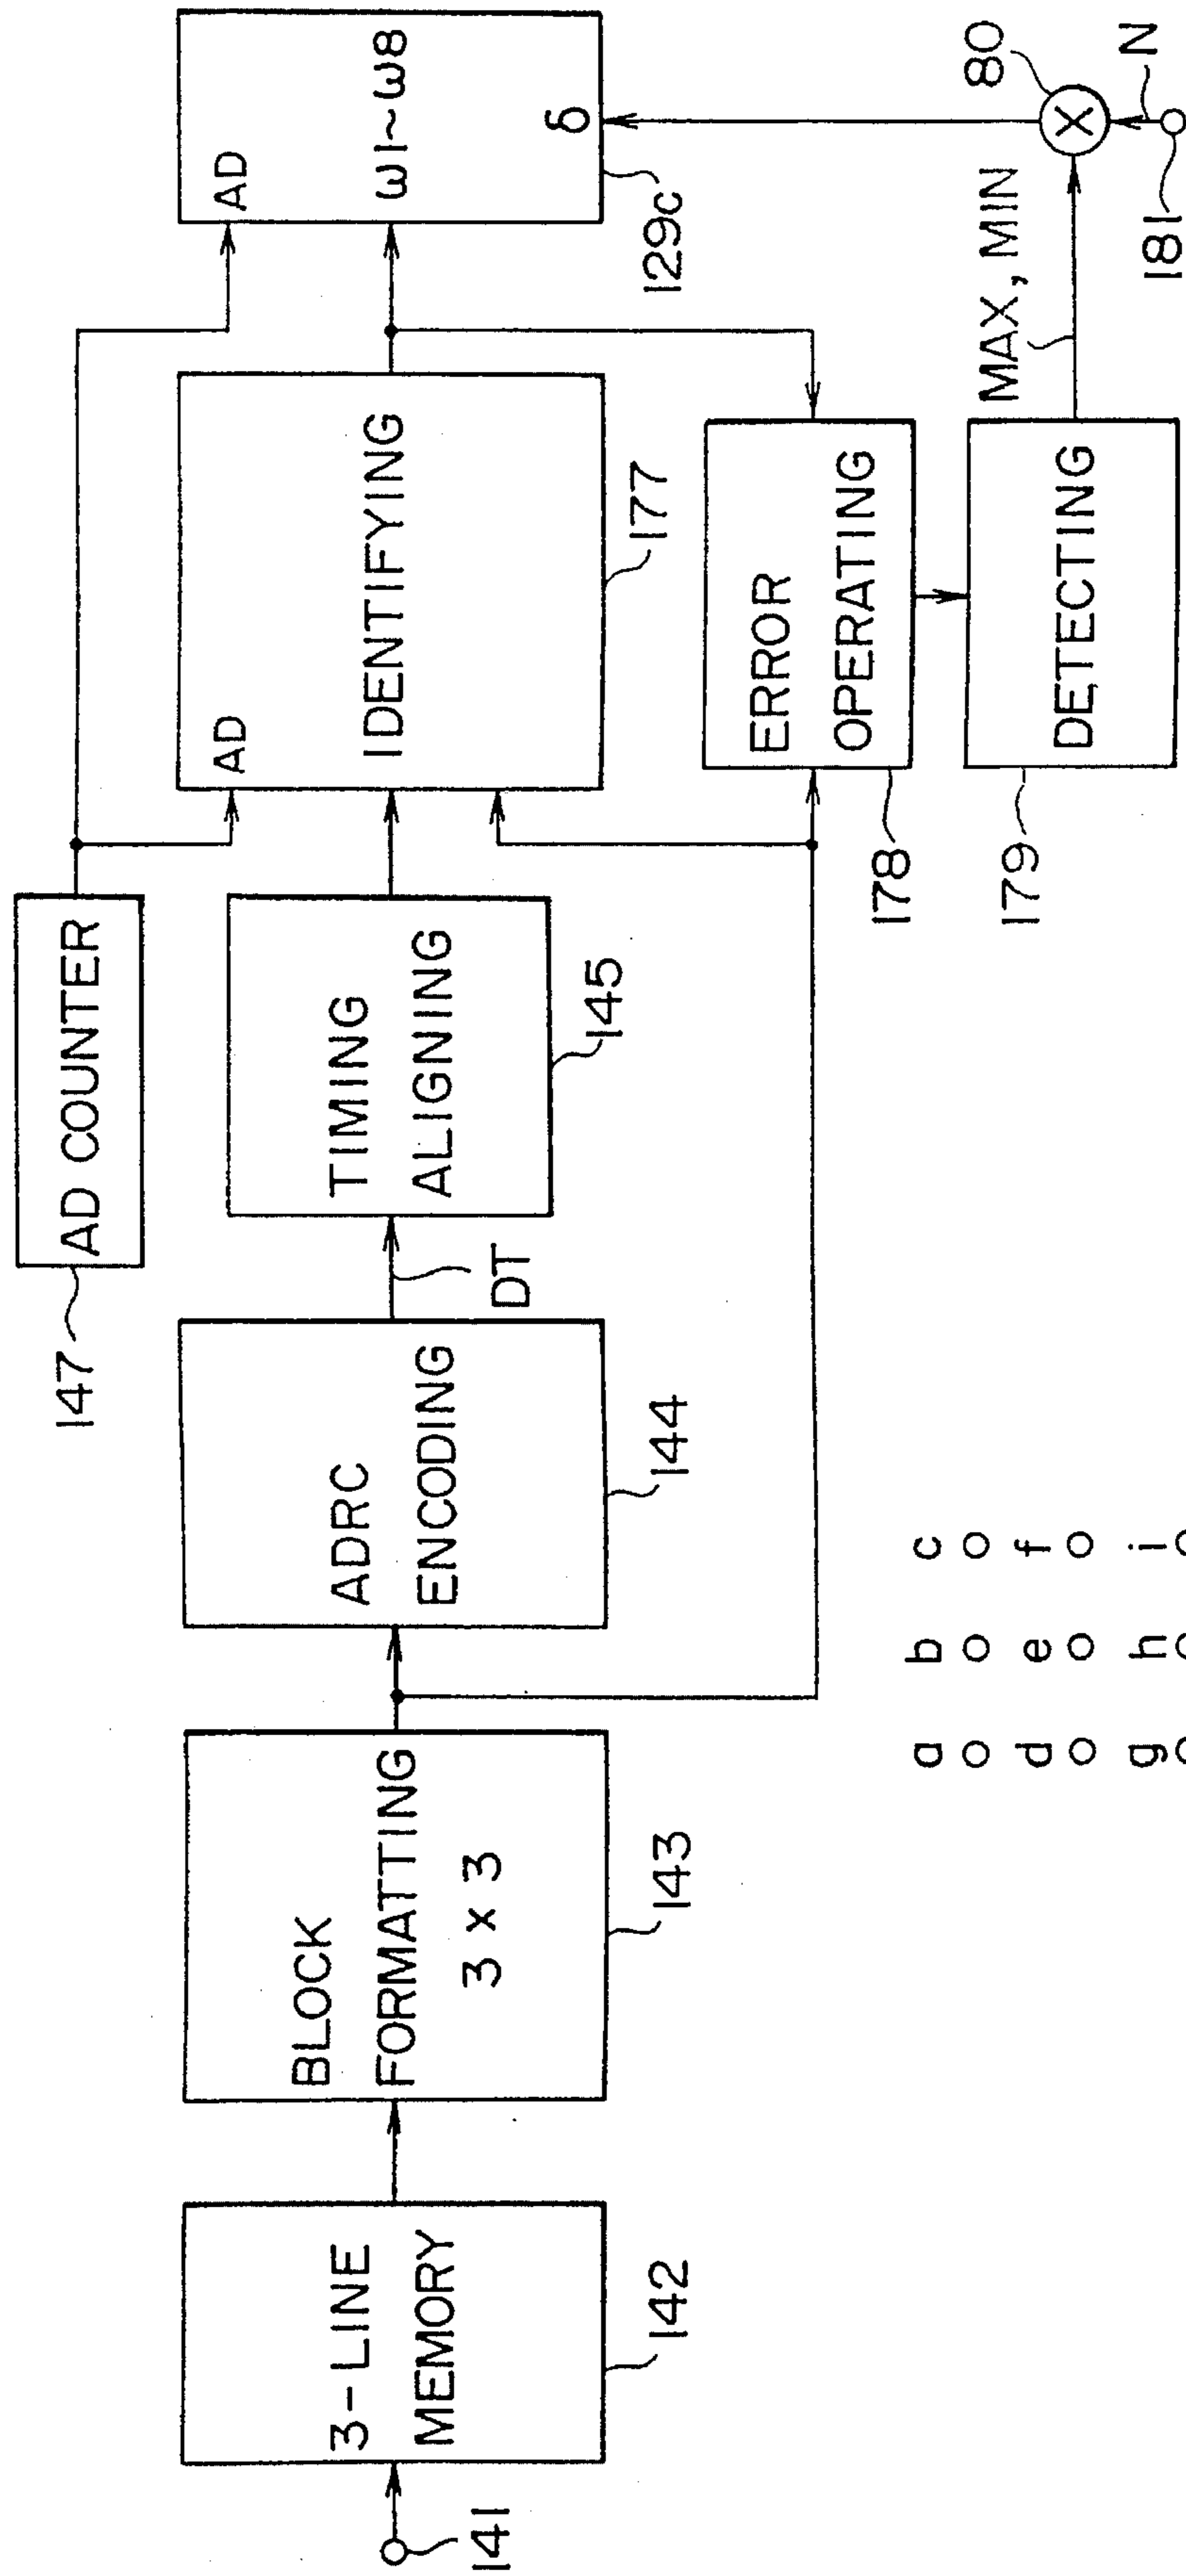 147
AD COUNTER
141
3-LINE
MEMORY
142
BLOCK
FORMATTING
3 x 3
143
ADRC
ENCODING
144
DT
TIMING
ALIGNING
145
AD
IDENTIFYING
177
AD
ω1~ω8
δ
129c
ERROR
OPERATING
178
DETECTING
179
MAX, MIN
80
N
181
a b c
d e f
g h i